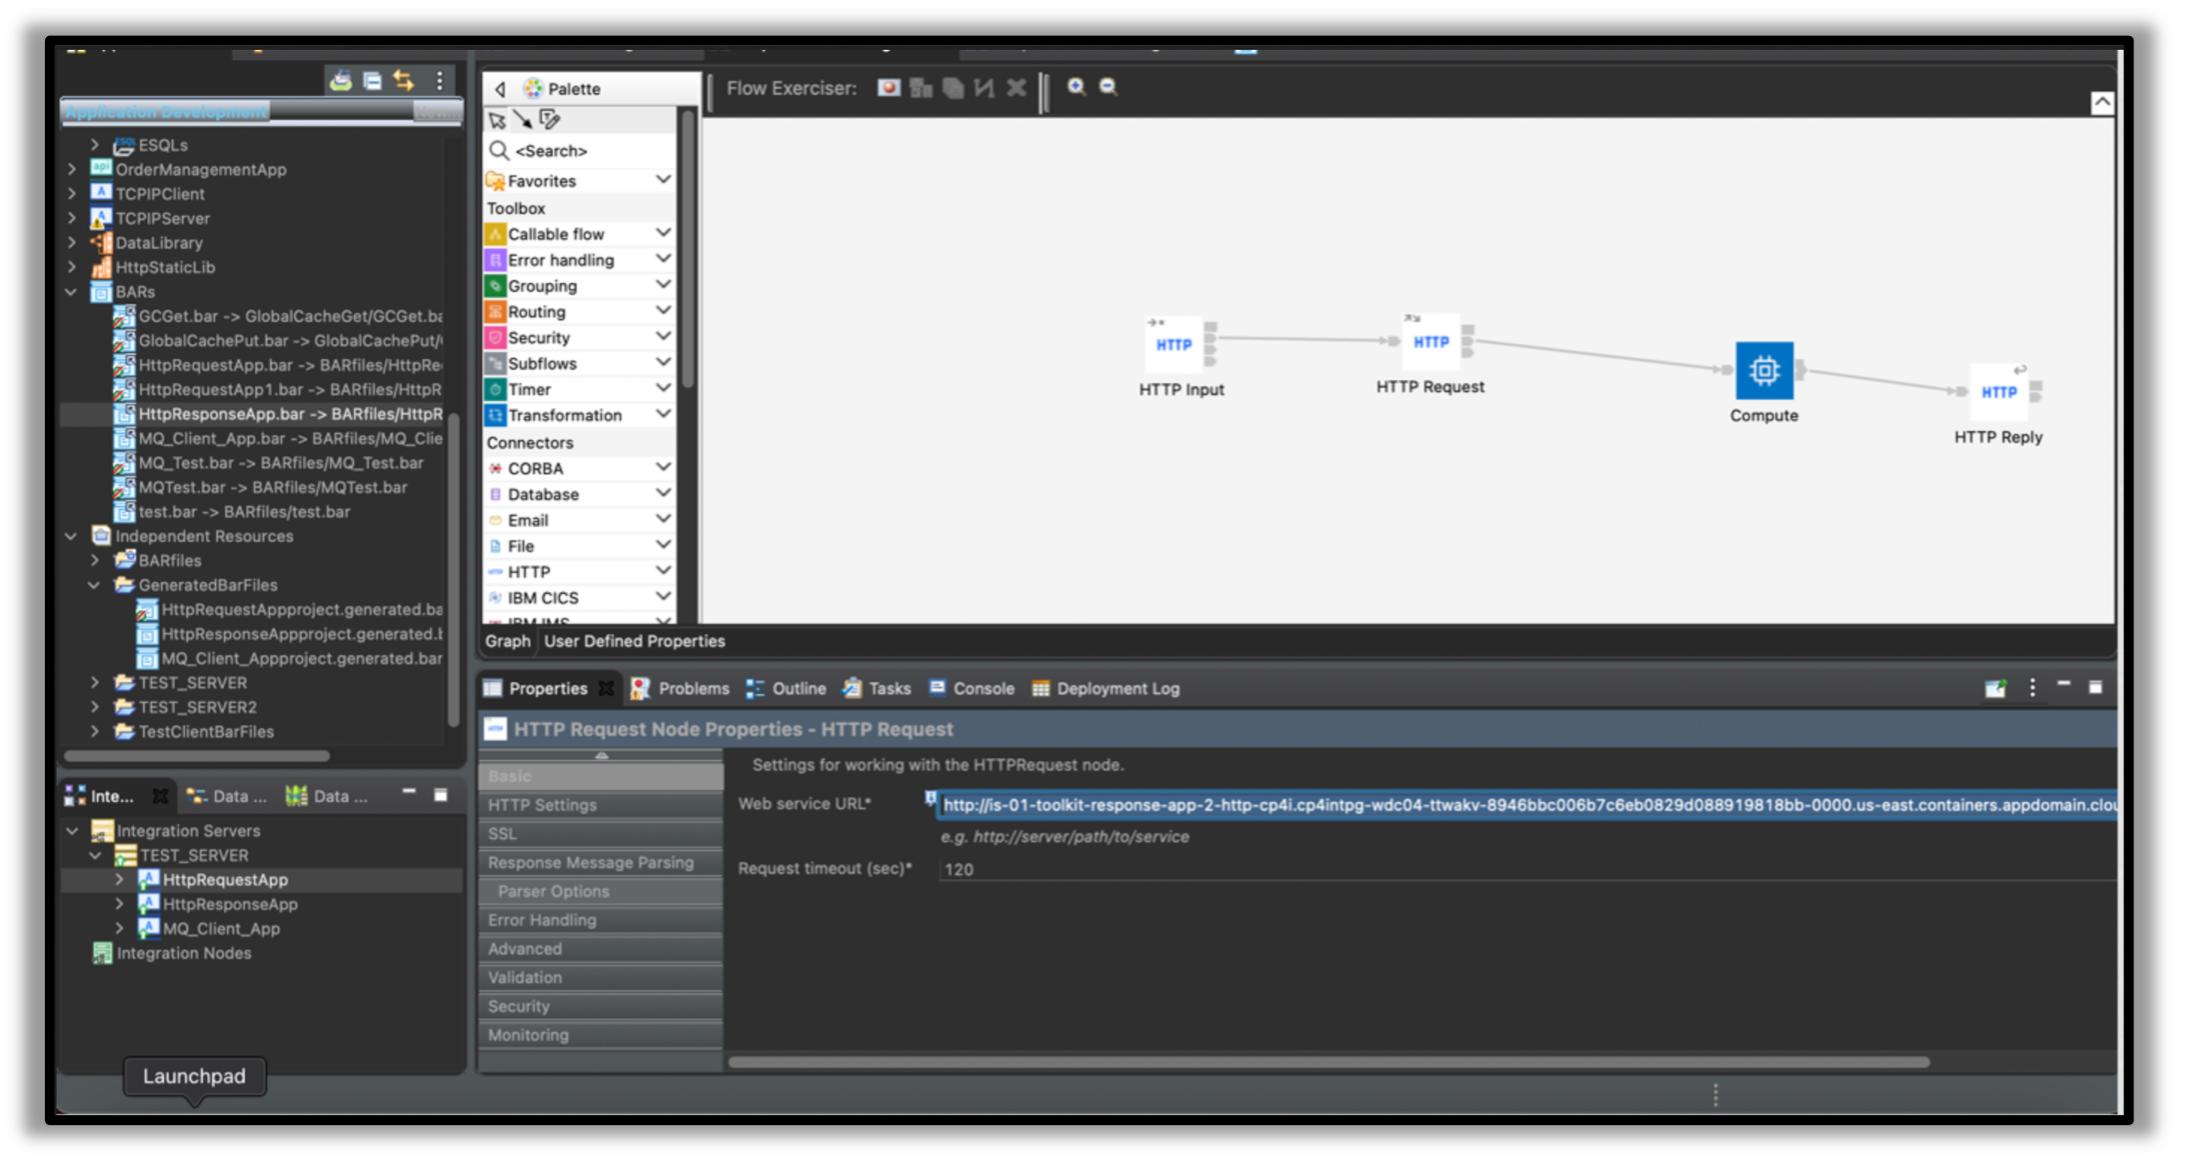 Application Development
ESQLs
OrderManagementApp
TCPIPClient
TCPIPServer
DataLibrary
HttpStaticLib
BARs
GCGet.bar -> GlobalCacheGet/GCGet.ba
GlobalCachePut.bar -> GlobalCachePut/
HttpRequestApp.bar -> BARfiles/HttpRe
HttpRequestApp1.bar -> BARfiles/HttpR
HttpResponseApp.bar -> BARfiles/HttpR
MQ_Client_App.bar -> BARfiles/MQ_Clie
MQ_Test.bar -> BARfiles/MQ_Test.bar
MQTest.bar -> BARfiles/MQTest.bar
test.bar -> BARfiles/test.bar
Independent Resources
BARfiles
GeneratedBarFiles
HttpRequestAppproject.generated.ba
HttpResponseAppproject.generated.b
MQ_Client_Appproject.generated.bar
TEST_SERVER
TEST_SERVER2
TestClientBarFiles
Inte... Data ... Data ...
Integration Servers
TEST_SERVER
HttpRequestApp
HttpResponseApp
MQ_Client_App
Integration Nodes
Launchpad
Palette
<Search>
Favorites
Toolbox
Callable flow
Error handling
Grouping
Routing
Security
Subflows
Timer
Transformation
Connectors
CORBA
Database
Email
File
HTTP
IBM CICS
IBM IMS
Flow Exerciser:
HTTP
HTTP Input
HTTP
HTTP Request
Compute
HTTP
HTTP Reply
Graph User Defined Properties
Properties Problems Outline Tasks Console Deployment Log
HTTP Request Node Properties - HTTP Request
Basic
HTTP Settings
SSL
Response Message Parsing
Parser Options
Error Handling
Advanced
Validation
Security
Monitoring
Settings for working with the HTTPRequest node.
Web service URL* http://is-01-toolkit-response-app-2-http-cp4i.cp4intpg-wdc04-ttwakv-8946bbc006b7c6eb0829d088919818bb-0000.us-east.containers.appdomain.clou
e.g. http://server/path/to/service
Request timeout (sec)* 120